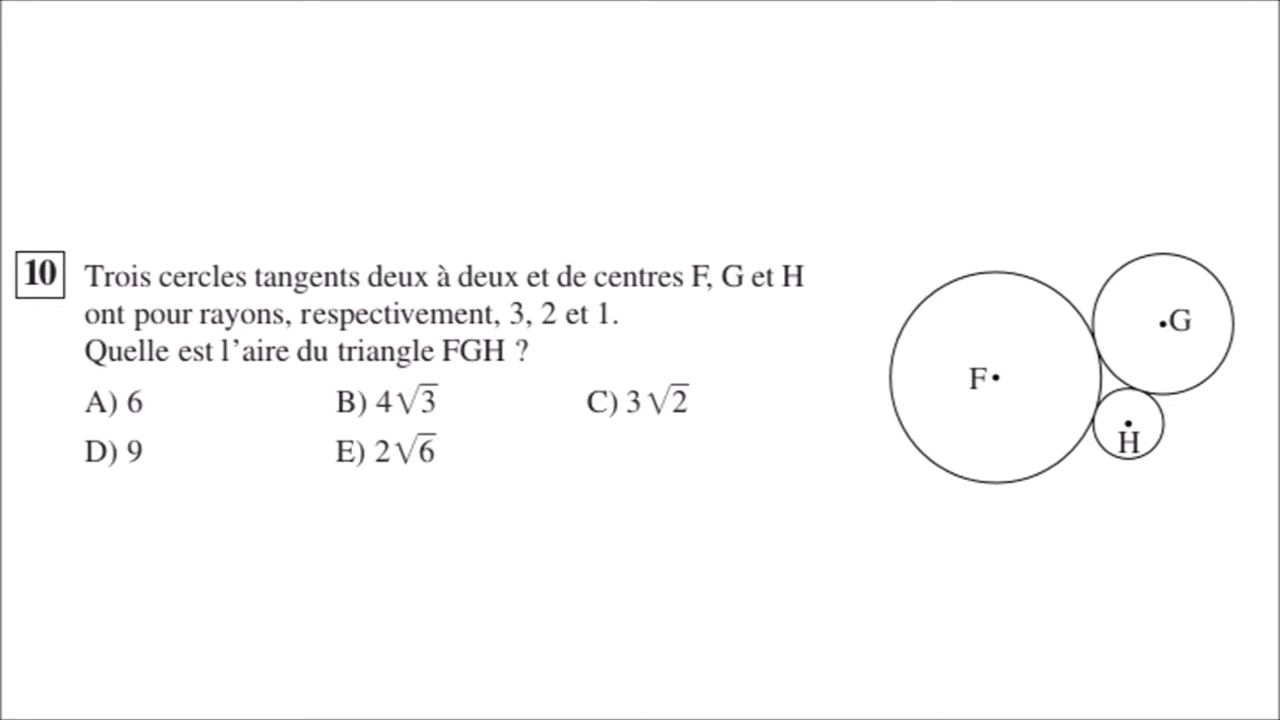 10 Trois cercles tangents deux à deux et de centres F, G et H
ont pour rayons, respectivement, 3, 2 et 1.
Quelle est l'aire du triangle FGH ?
A) 6 B) 4√3 C) 3√2
D) 9 E) 2√6
G
F
H